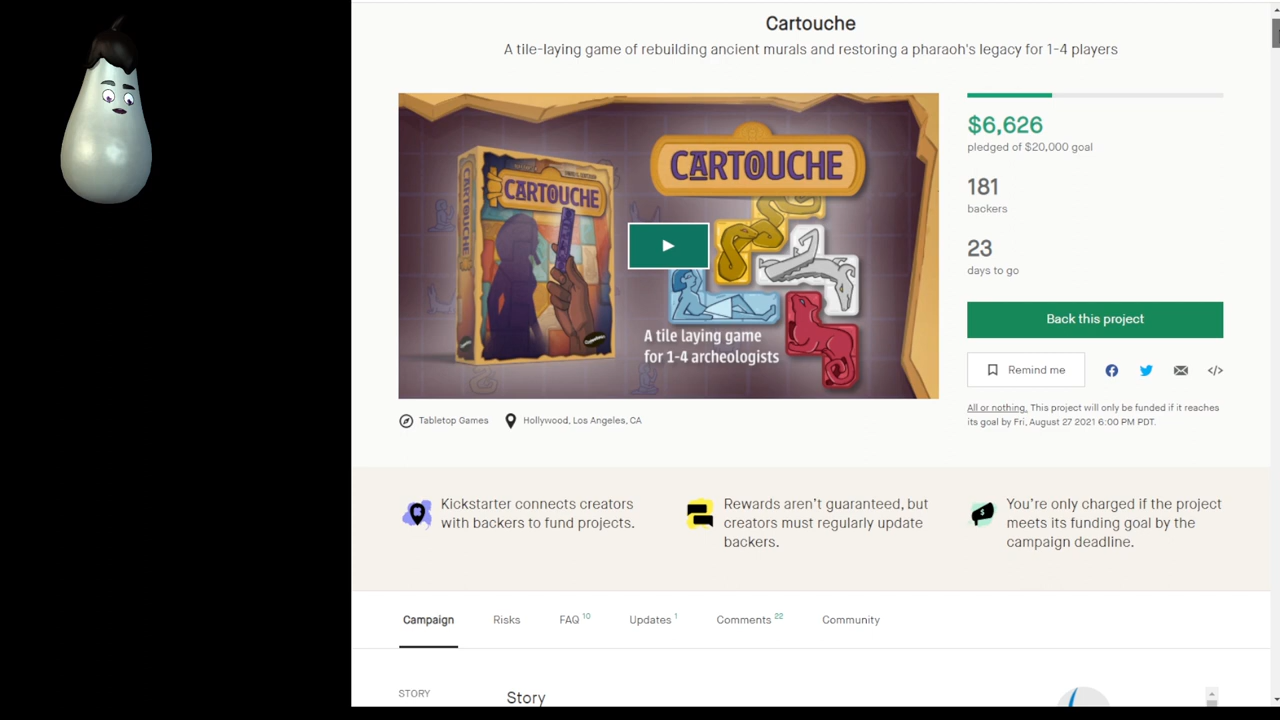 Cartouche
A tile-laying game of rebuilding ancient murals and restoring a pharaoh's legacy for 1-4 players
CARTOUCHE
CARTOUCHE
CARTOUCHE
A tile laying game
for 1-4 archeologists
$6,626
pledged of $20,000 goal
181
backers
23
days to go
Back this project
Remind me
</>
All or nothing. This project will only be funded if it reaches
its goal by Fri, August 27 2021 6:00 PM PDT.
Tabletop Games
Hollywood, Los Angeles, CA
Kickstarter connects creators
with backers to fund projects.
Rewards aren't guaranteed, but
creators must regularly update
backers.
You're only charged if the project
meets its funding goal by the
campaign deadline.
Campaign Risks FAQ 10 Updates 1 Comments 22 Community
STORY
Story